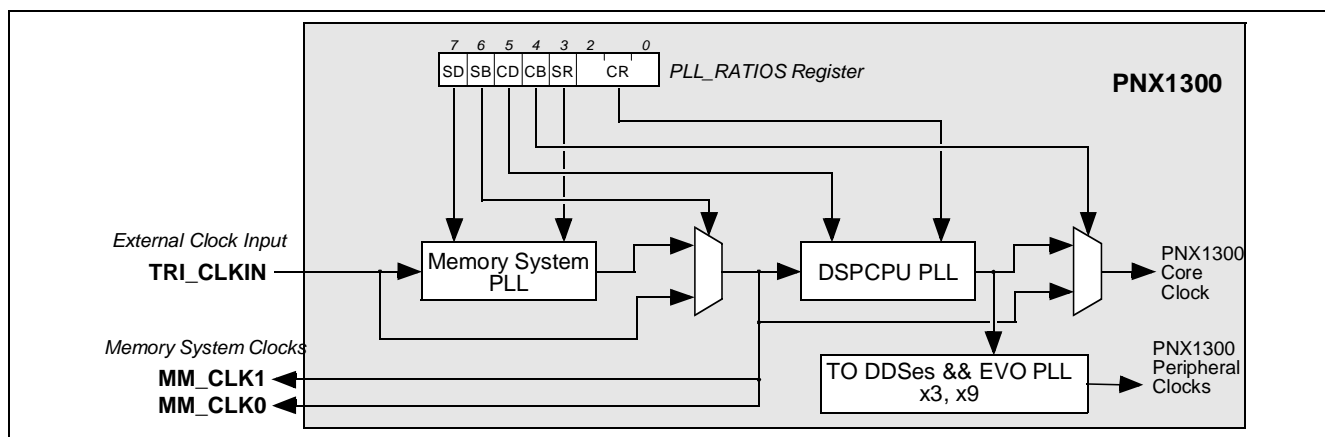 7 6 5 4 3 2 0
SD SB CD CB SR CR
PLL_RATIOS Register
PNX1300
External Clock Input
TRI_CLKIN
Memory System
PLL
DSPCPU PLL
PNX1300
Core
Clock
Memory System Clocks
MM_CLK1
MM_CLK0
TO DDSes && EVO PLL
x3, x9
PNX1300
Peripheral
Clocks